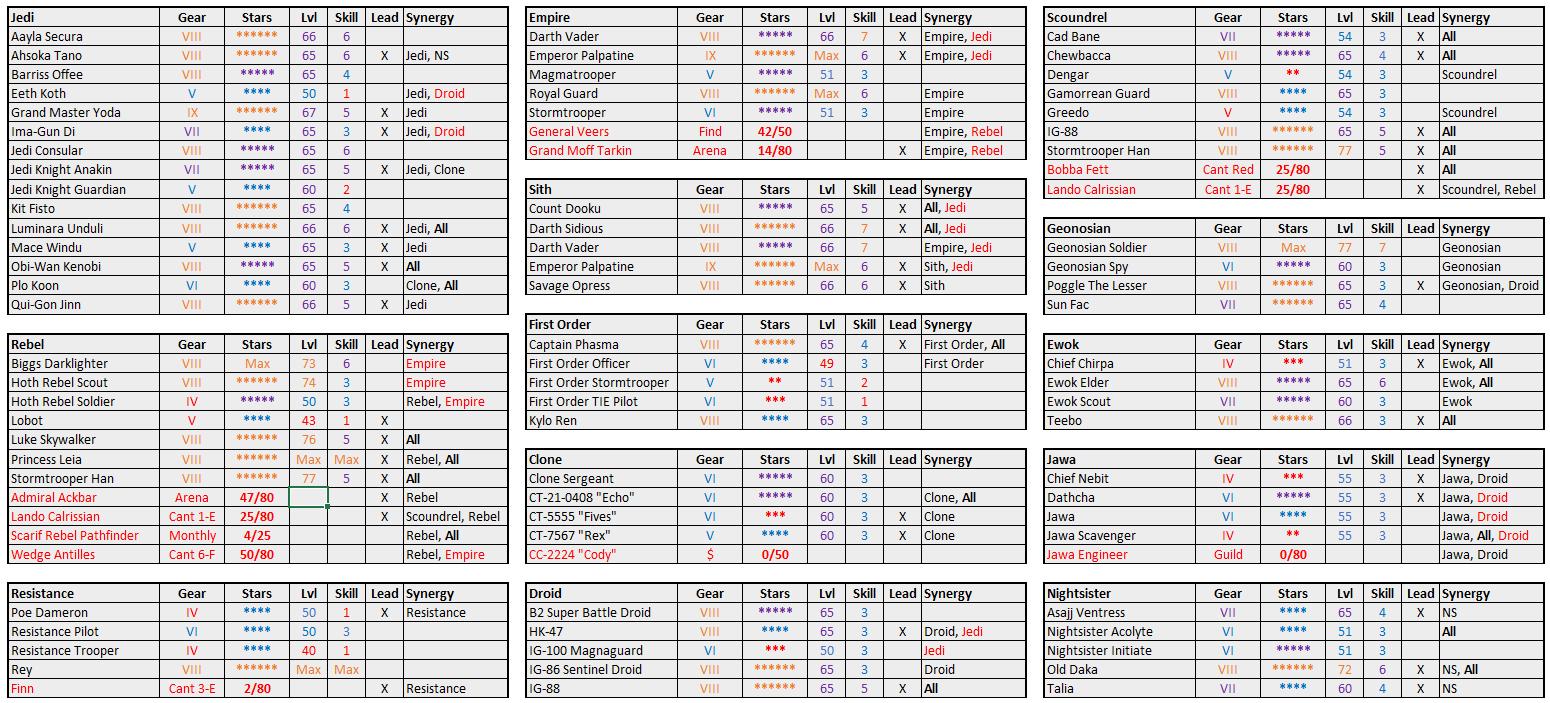 Jedi Gear Stars Lvl Skill Lead Synergy
Aayla Secura VIII ****** 66 6
Ahsoka Tano VIII ****** 65 6 X Jedi, NS
Barriss Offee VIII ***** 65 4
Eeth Koth V **** 50 1 Jedi, Droid
Grand Master Yoda IX ****** 67 5 X Jedi
Ima-Gun Di VII **** 65 3 X Jedi, Droid
Jedi Consular VIII ***** 65 6
Jedi Knight Anakin VII ***** 65 5 X Jedi, Clone
Jedi Knight Guardian V **** 60 2
Kit Fisto VIII ****** 65 4
Luminara Unduli VIII ****** 66 6 X Jedi, All
Mace Windu V **** 65 3 X Jedi
Obi-Wan Kenobi VIII ***** 65 5 X All
Plo Koon VI **** 60 3 Clone, All
Qui-Gon Jinn VIII ****** 66 5 X Jedi
Rebel Gear Stars Lvl Skill Lead Synergy
Biggs Darklighter VIII Max 73 6 Empire
Hoth Rebel Scout VIII ****** 74 3 Empire
Hoth Rebel Soldier IV ***** 50 3 Rebel, Empire
Lobot V **** 43 1 X
Luke Skywalker VIII ****** 76 5 All
Princess Leia VIII ****** Max Max X Rebel, All
Stormtrooper Han VIII ****** 77 5 X All
Admiral Ackbar Arena 47/80 X Rebel
Lando Calrissian Cant 1-E 25/80 X Scoundrel, Rebel
Scarif Rebel Pathfinder Monthly 4/25 Rebel, All
Wedge Antilles Cant 6-F 50/80 Rebel, Empire
Resistance Gear Stars Lvl Skill Lead Synergy
Poe Dameron IV **** 50 1 X Resistance
Resistance Pilot VI **** 50 3
Resistance Trooper IV **** 40 1
Rey VIII ****** Max Max
Finn Cant 3-E 2/80 X Resistance
Empire Gear Stars Lvl Skill Lead Synergy
Darth Vader VIII ***** 66 7 X Empire, Jedi
Emperor Palpatine IX ****** Max 6 X Empire, Jedi
Magmatrooper V ***** 51 3
Royal Guard VIII ****** Max 6 Empire
Stormtrooper VI ***** 51 3 Empire
General Veers Find 42/50 Empire, Rebel
Grand Moff Tarkin Arena 14/80 X Empire, Rebel
Sith Gear Stars Lvl Skill Lead Synergy
Count Dooku VIII ***** 65 5 X All, Jedi
Darth Sidious VIII ****** 66 7 X All, Jedi
Darth Vader VIII ***** 66 7 Empire, Jedi
Emperor Palpatine IX ****** Max 6 X Sith, Jedi
Savage Opress VIII ****** 66 6 X Sith
First Order Gear Stars Lvl Skill Lead Synergy
Captain Phasma VIII ****** 65 4 X First Order, All
First Order Officer VI **** 49 3 First Order
First Order Stormtrooper V ** 51 2
First Order TIE Pilot VI *** 51 1
Kylo Ren VIII **** 65 3
Clone Gear Stars Lvl Skill Lead Synergy
Clone Sergeant VI ***** 60 3
CT-21-0408 "Echo" VI ***** 60 3 Clone, All
CT-5555 "Fives" VI *** 60 3 X Clone
CT-7567 "Rex" V **** 60 3 X Clone
CC-2224 "Cody" $ 0/50
Droid Gear Stars Lvl Skill Lead Synergy
B2 Super Battle Droid VIII ***** 65 3
HK-47 VIII **** 65 3 X Droid, Jedi
IG-100 Magnaguard VI *** 50 3 Jedi
IG-86 Sentinel Droid VIII ****** 65 3 Droid
IG-88 VIII ****** 65 5 X All
Scoundrel Gear Stars Lvl Skill Lead Synergy
Cad Bane VII ***** 54 3 X All
Chewbacca VIII ***** 65 4 X All
Dengar V ** 54 3 Scoundrel
Gamorrean Guard VIII **** 65 3
Greedo V **** 54 3 Scoundrel
IG-88 VIII ****** 65 5 X All
Stormtrooper Han VIII ****** 77 5 X All
Bobba Fett Cant Red 25/80 X All
Lando Calrissian Cant 1-E 25/80 X Scoundrel, Rebel
Geonosian Gear Stars Lvl Skill Lead Synergy
Geonosian Soldier VIII Max 77 7 Geonosian
Geonosian Spy VI ***** 60 3 Geonosian
Poggle The Lesser VIII ****** 65 3 X Geonosian, Droid
Sun Fac VII ****** 65 4
Ewok Gear Stars Lvl Skill Lead Synergy
Chief Chirpa IV *** 51 3 X Ewok, All
Ewok Elder VIII ***** 65 6 Ewok, All
Ewok Scout VII ***** 60 3 Ewok
Teebo VIII ****** 66 3 X All
Jawa Gear Stars Lvl Skill Lead Synergy
Chief Nebit IV *** 55 3 X Jawa, Droid
Dathcha VI ***** 55 3 X Jawa, Droid
Jawa VI **** 55 3 Jawa, Droid
Jawa Scavenger IV ** 55 3 Jawa, All, Droid
Jawa Engineer Guild 0/80 Jawa, Droid
Nightsister Gear Stars Lvl Skill Lead Synergy
Asajj Ventress VII **** 65 4 X NS
Nightsister Acolyte VI **** 51 3 All
Nightsister Initiate VI ***** 51 3
Old Daka VIII ****** 72 6 X NS, All
Talia VII **** 60 4 X NS